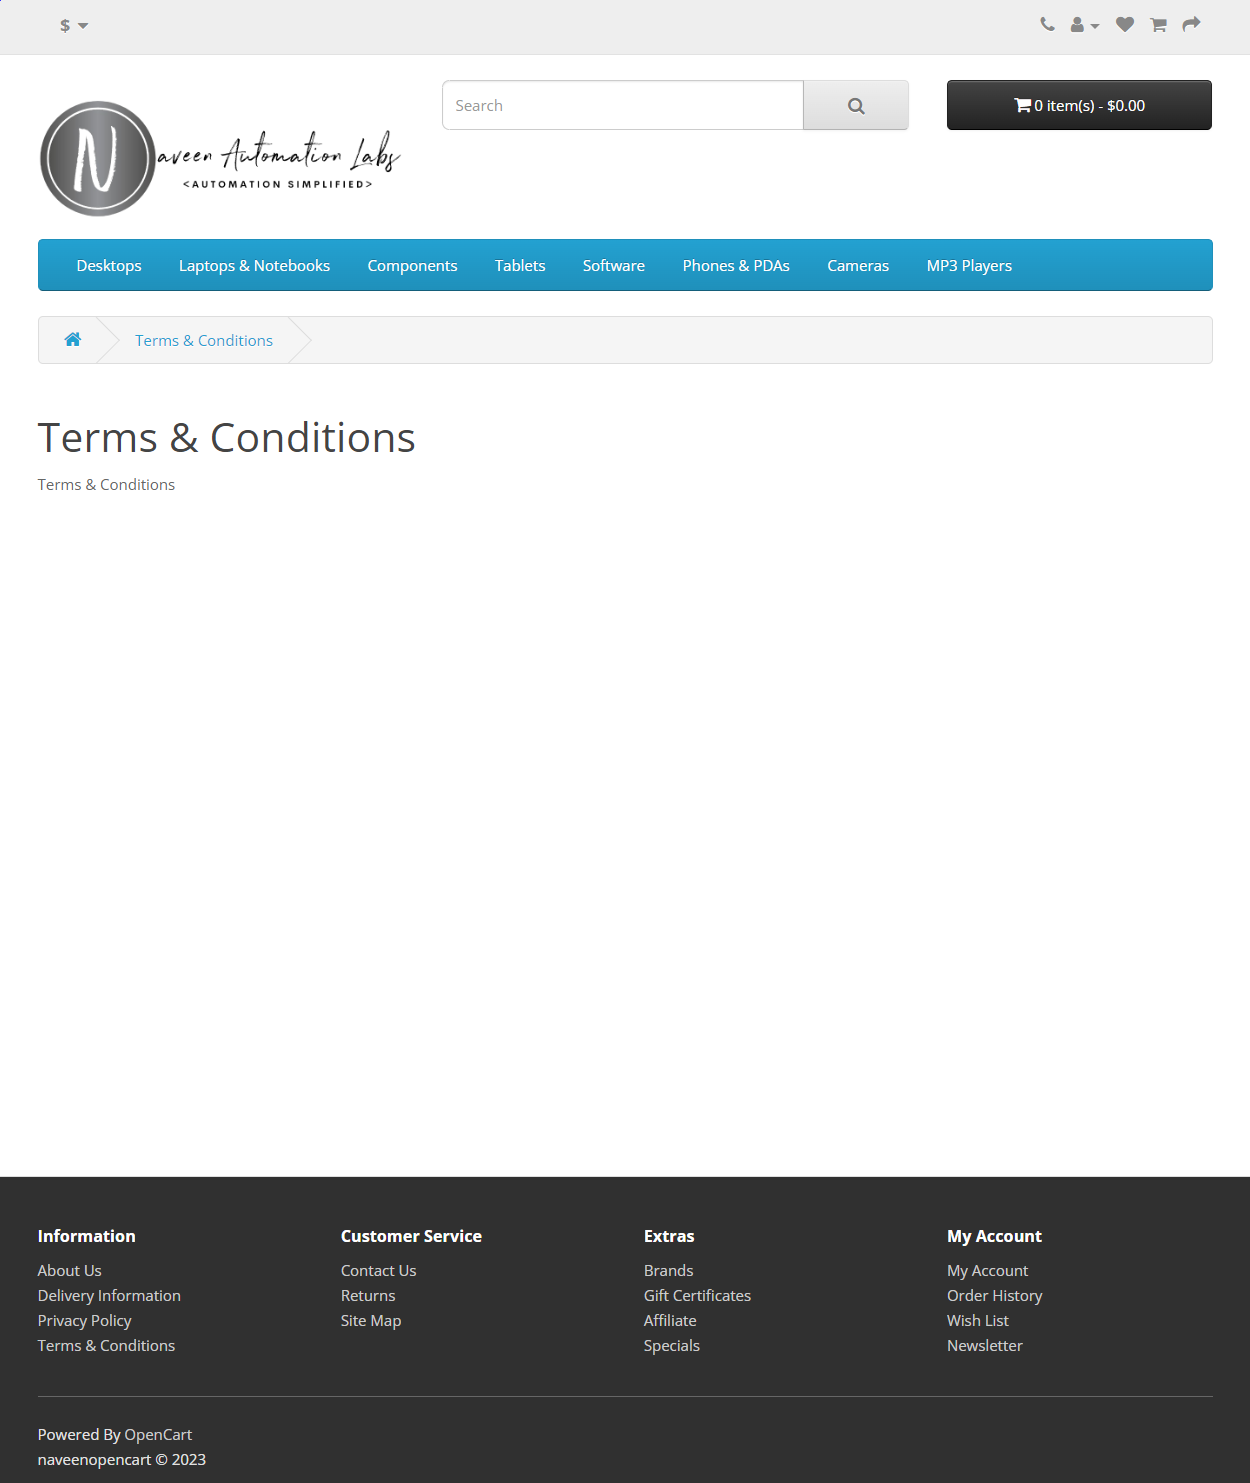 $
Search
0 item(s) - $0.00
N aveen Automation Labs
<AUTOMATION SIMPLIFIED>
Desktops Laptops & Notebooks Components Tablets Software Phones & PDAs Cameras MP3 Players
Terms & Conditions
Terms & Conditions
Terms & Conditions
Information
About Us
Delivery Information
Privacy Policy
Terms & Conditions
Customer Service
Contact Us
Returns
Site Map
Extras
Brands
Gift Certificates
Affiliate
Specials
My Account
My Account
Order History
Wish List
Newsletter
Powered By OpenCart
naveenopencart © 2023